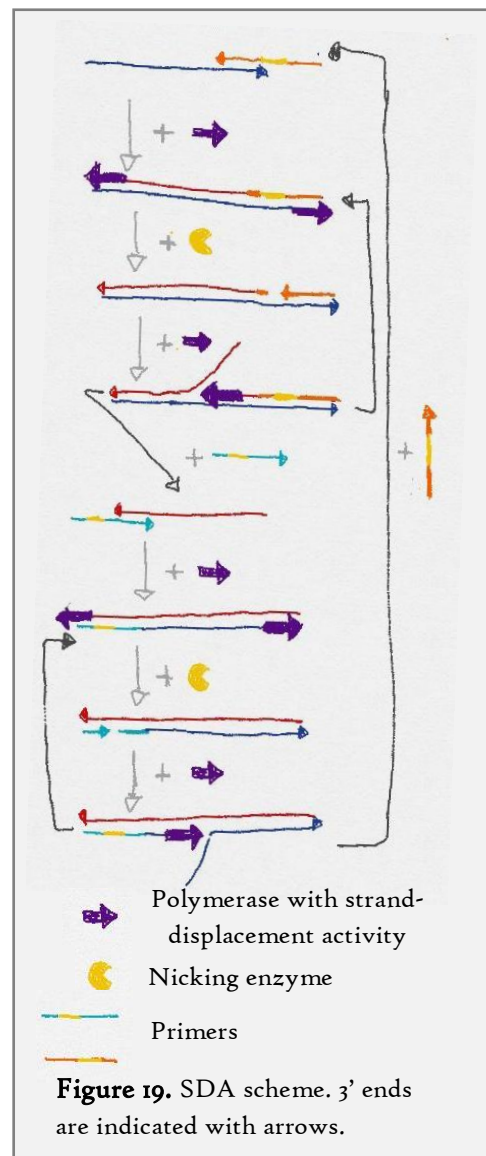 +
+
+
+
+
+
+
+
Polymerase with strand-
displacement activity
Nicking enzyme
Primers
Figure 19. SDA scheme. 3’ ends
are indicated with arrows.